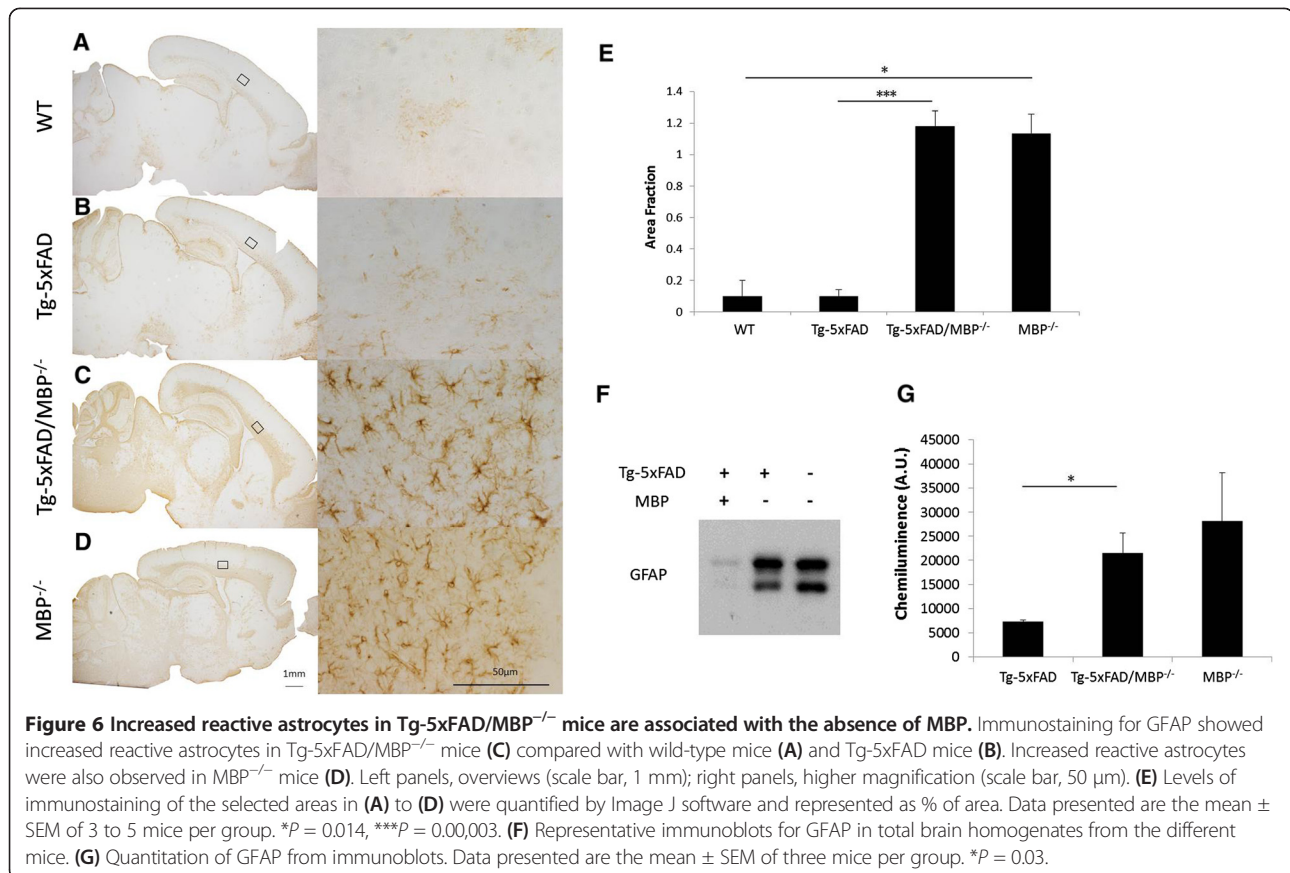 A
WT
B
Tg-5xFAD
C
Tg-5xFAD/MBP⁻/⁻
D
MBP⁻/⁻
1mm
50µm
E
*
***
Area Fraction
1.4
1.2
1
0.8
0.6
0.4
0.2
0
WT Tg-5xFAD Tg-5xFAD/MBP⁻/⁻ MBP⁻/⁻
F
Tg-5xFAD + + -
MBP + - -
GFAP
G
*
Chemiluminence (A.U.)
45000
40000
35000
30000
25000
20000
15000
10000
5000
0
Tg-5xFAD Tg-5xFAD/MBP⁻/⁻ MBP⁻/⁻
Figure 6 Increased reactive astrocytes in Tg-5xFAD/MBP⁻/⁻ mice are associated with the absence of MBP. Immunostaining for GFAP showed
increased reactive astrocytes in Tg-5xFAD/MBP⁻/⁻ mice (C) compared with wild-type mice (A) and Tg-5xFAD mice (B). Increased reactive astrocytes
were also observed in MBP⁻/⁻ mice (D). Left panels, overviews (scale bar, 1 mm); right panels, higher magnification (scale bar, 50 µm). (E) Levels of
immunostaining of the selected areas in (A) to (D) were quantified by Image J software and represented as % of area. Data presented are the mean ±
SEM of 3 to 5 mice per group. *P = 0.014, ***P = 0.00,003. (F) Representative immunoblots for GFAP in total brain homogenates from the different
mice. (G) Quantitation of GFAP from immunoblots. Data presented are the mean ± SEM of three mice per group. *P = 0.03.